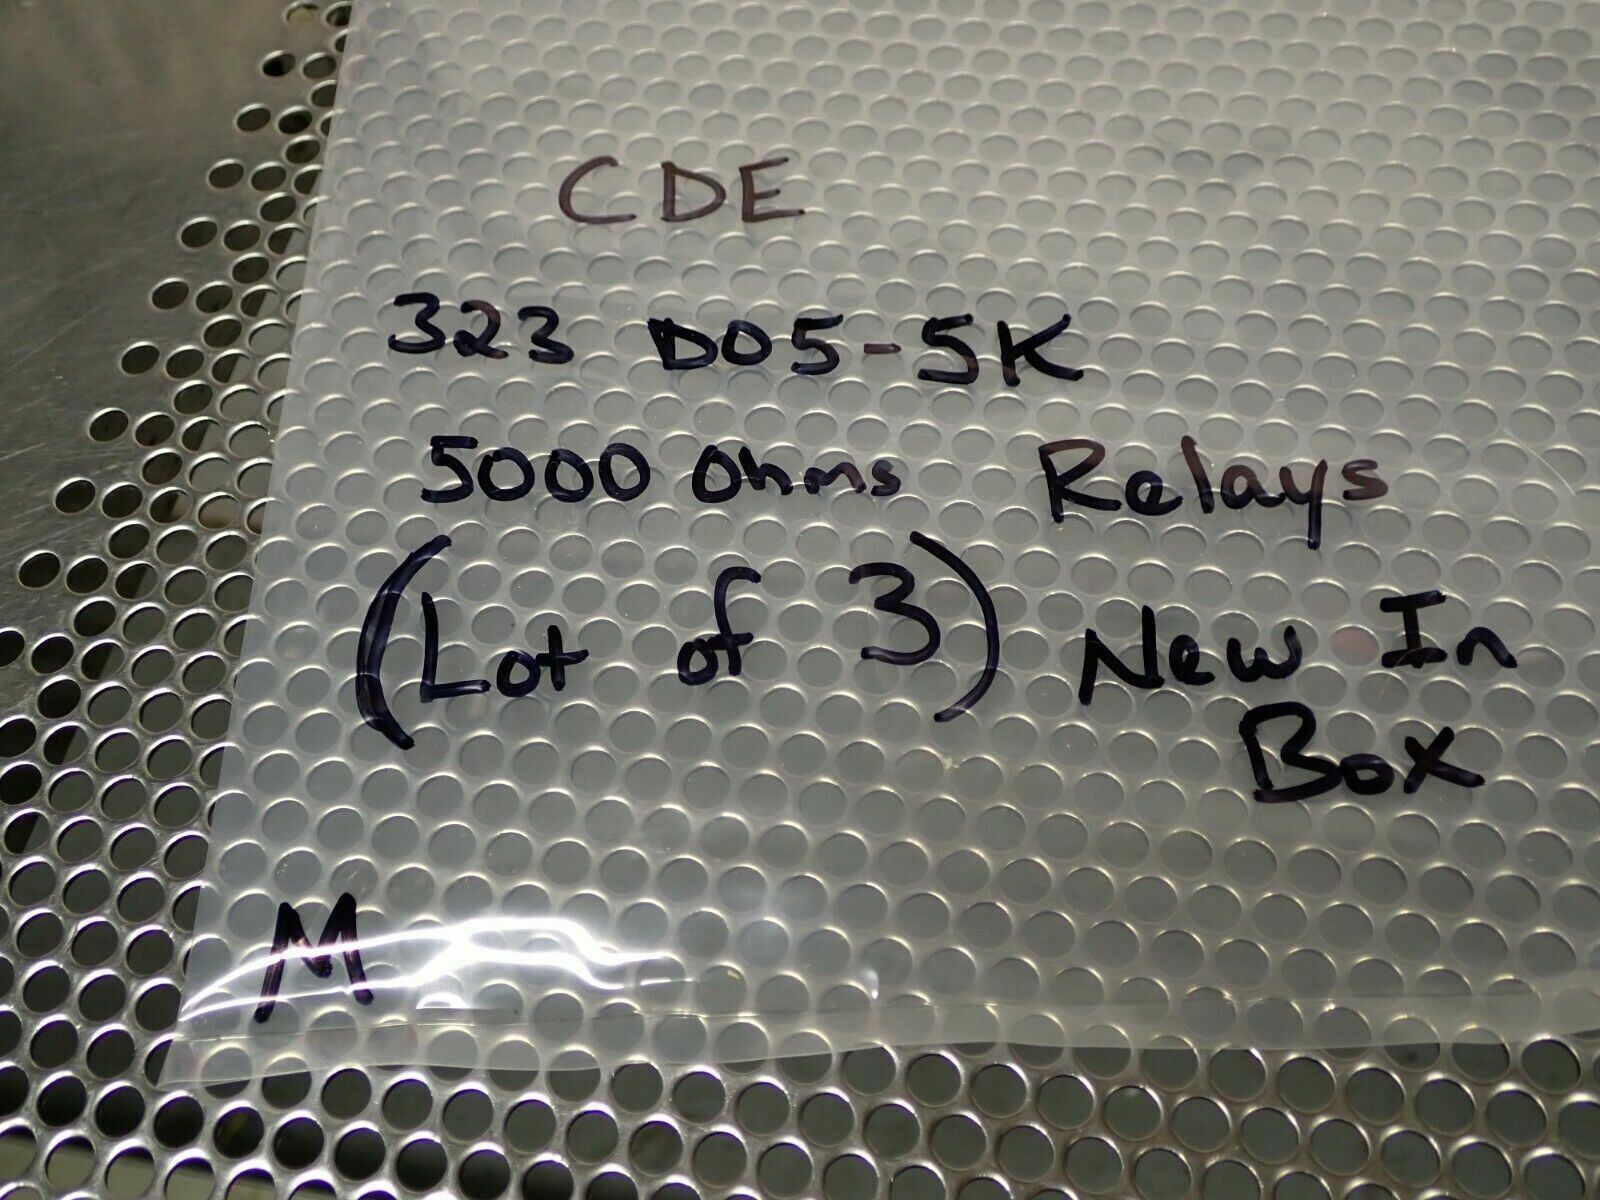 CDE
323 D05-5K
5000 Ohms Relays
(Lot of 3) New In
Box
M